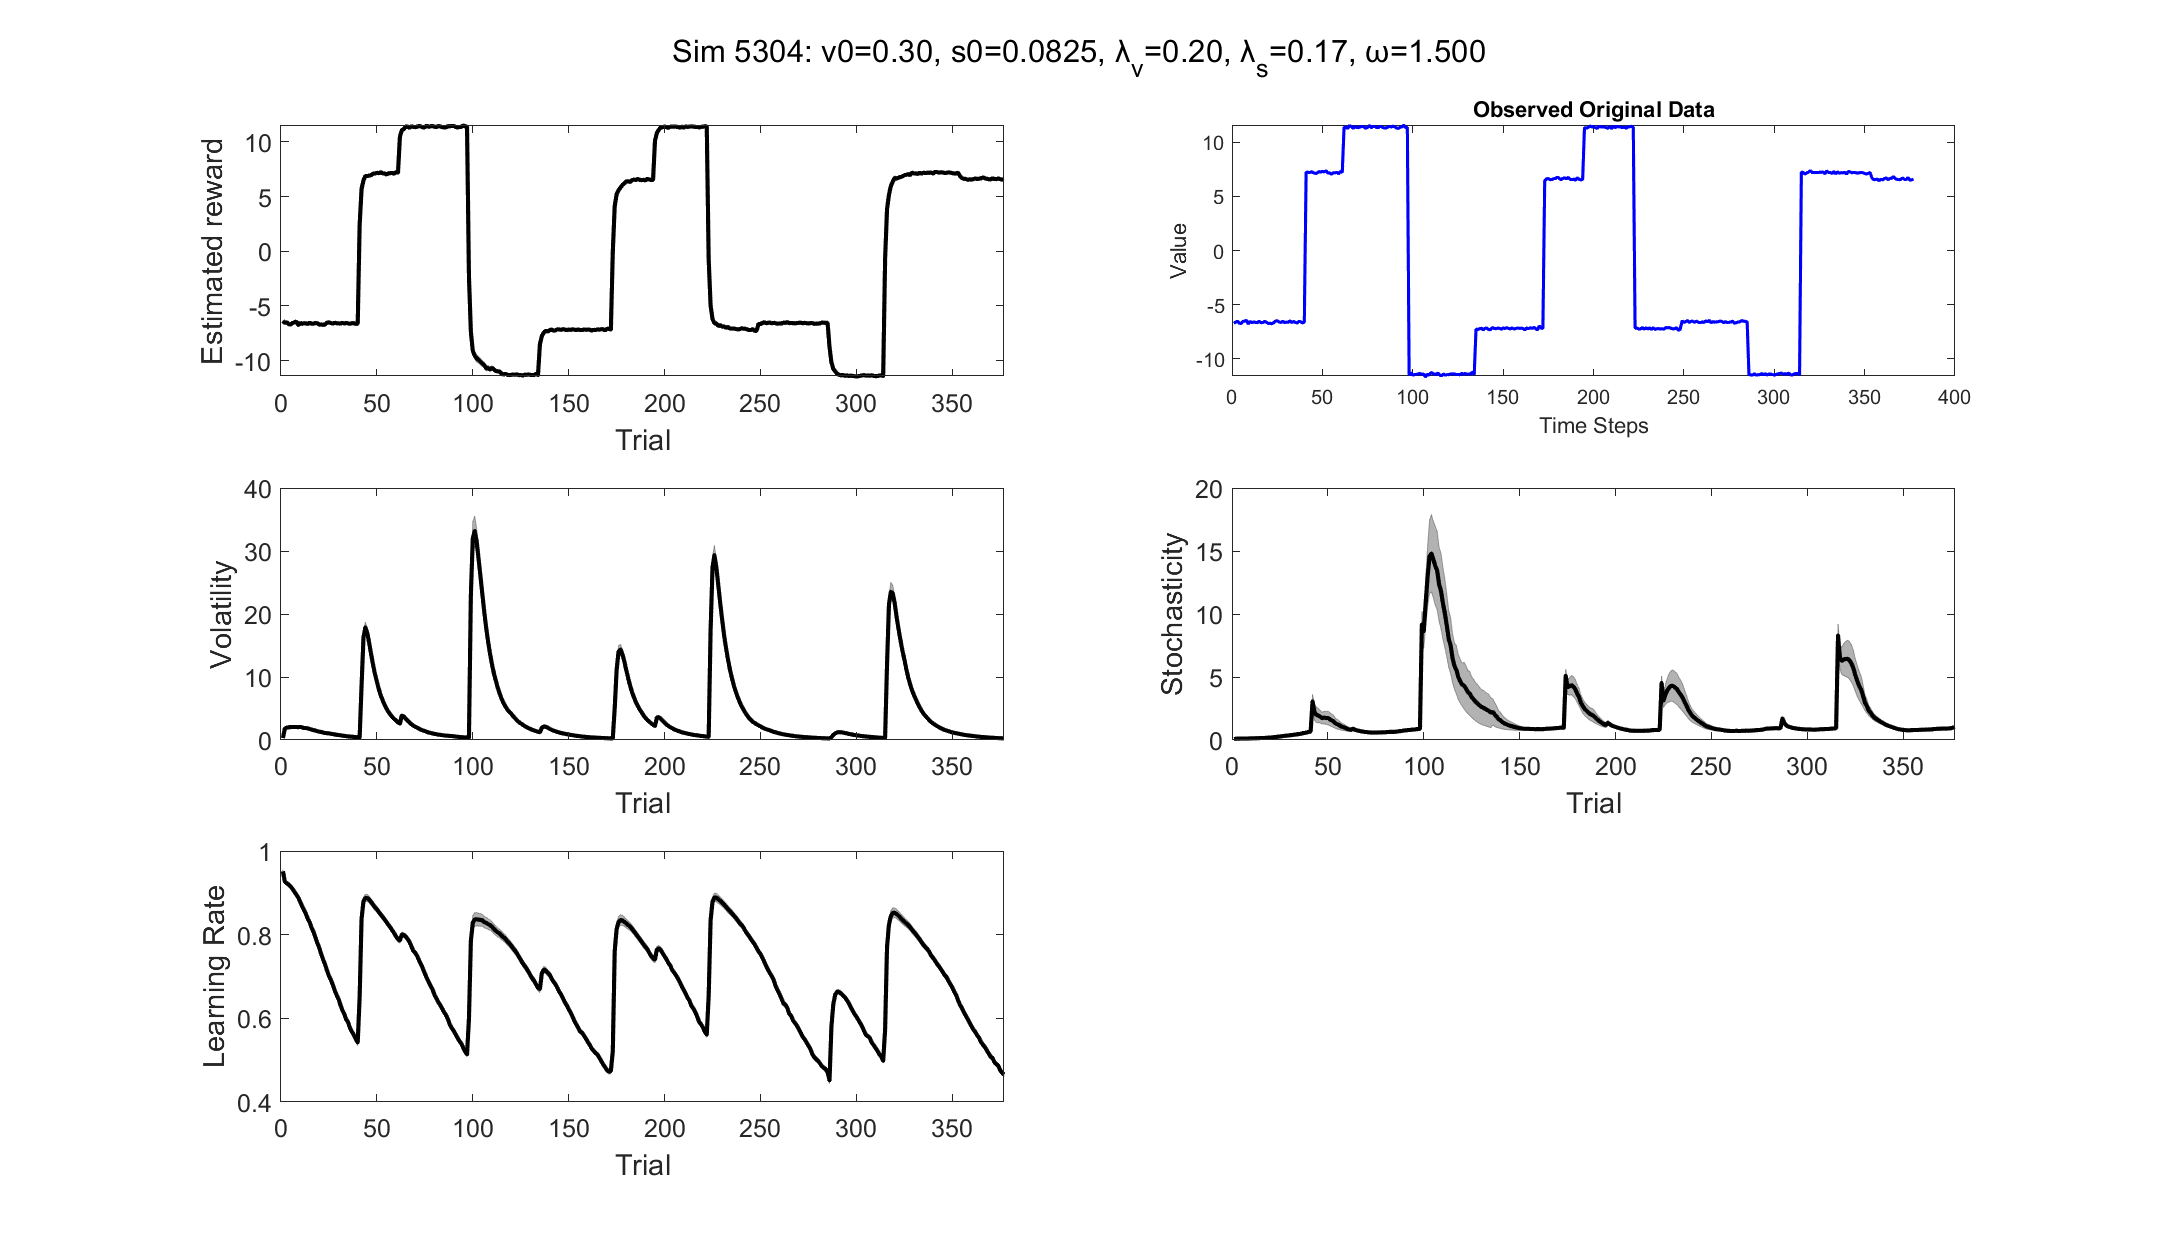 Sim 5304: v0=0.30, s0=0.0825, λv=0.20, λs=0.17, ω=1.500
Estimated reward
10
5
0
-5
-10
0 50 100 150 200 250 300 350
Trial
Observed Original Data
Value
10
5
0
-5
-10
0 50 100 150 200 250 300 350 400
Time Steps
Volatility
40
30
20
10
0
0 50 100 150 200 250 300 350
Trial
Stochasticity
20
15
10
5
0
0 50 100 150 200 250 300 350
Trial
Learning Rate
1
0.8
0.6
0.4
0 50 100 150 200 250 300 350
Trial